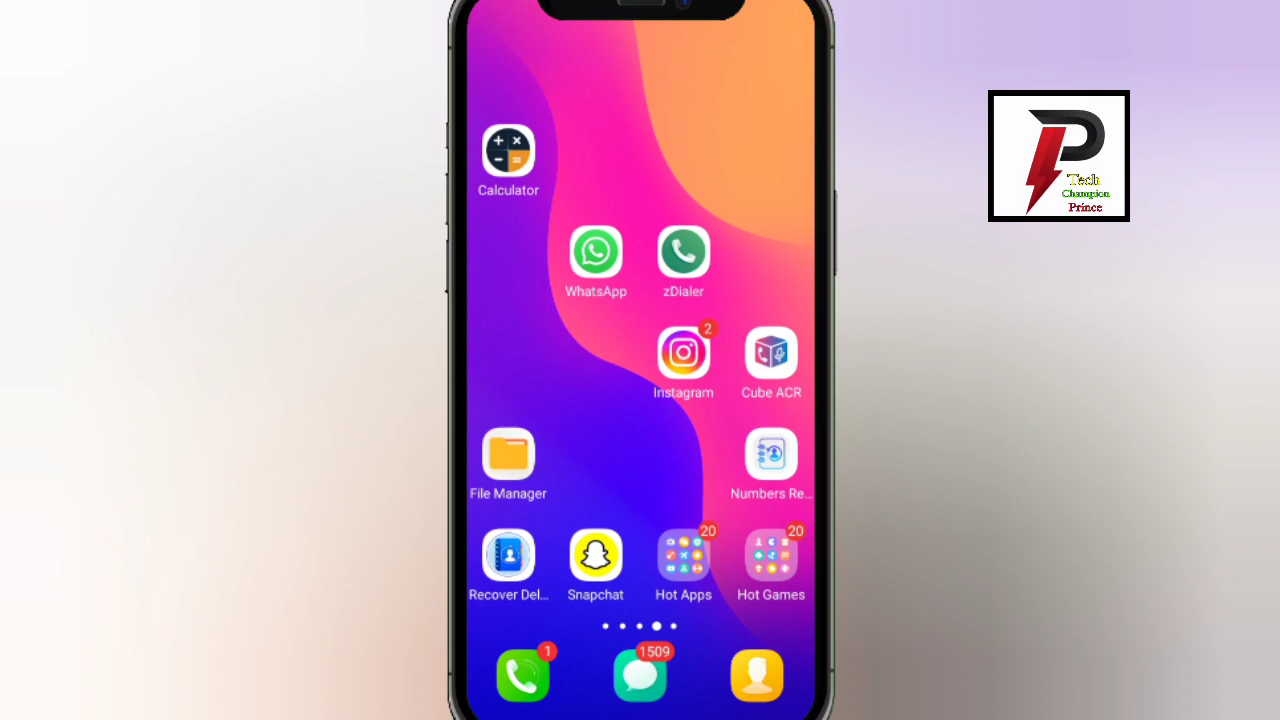 Calculator
WhatsApp
zDialer
2
Instagram
Cube ACR
File Manager
Numbers Re...
20
20
Recover Del...
Snapchat
Hot Apps
Hot Games
1
1509
P
Tech
Champion
Prince